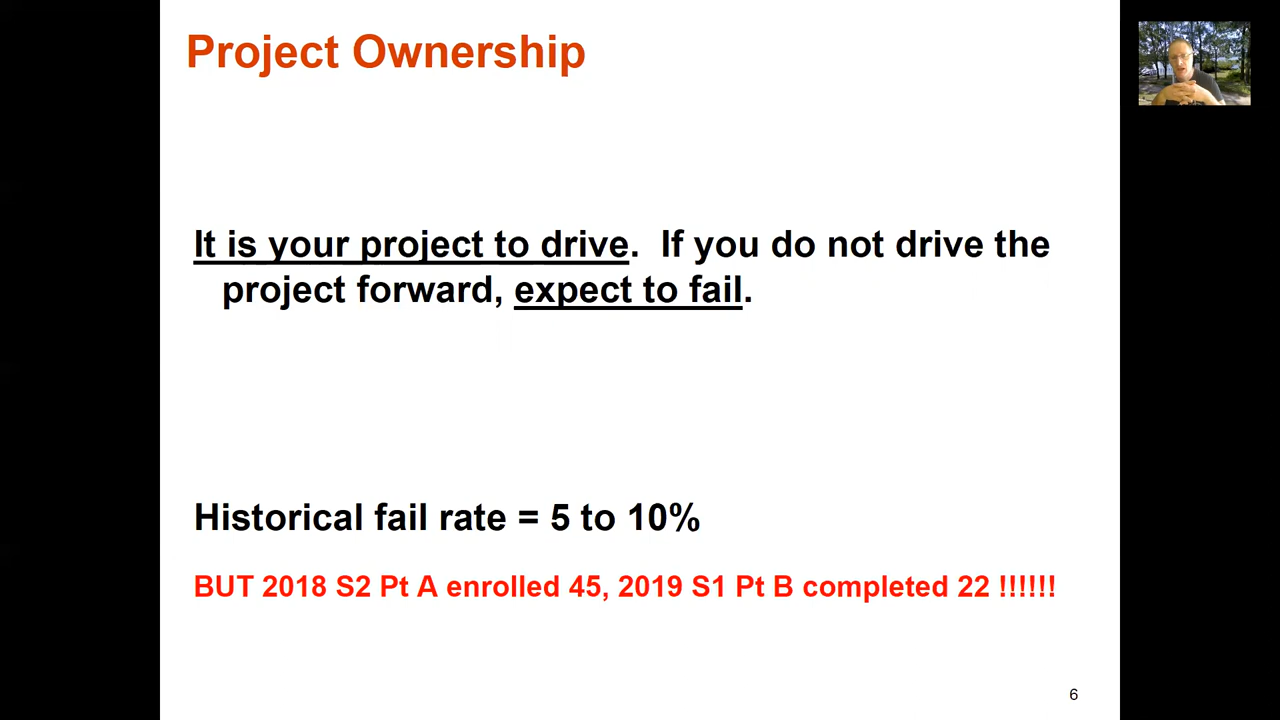 Project Ownership
It is your project to drive.  If you do not drive the
project forward, expect to fail.
Historical fail rate = 5 to 10%
BUT 2018 S2 Pt A enrolled 45, 2019 S1 Pt B completed 22 !!!!!!
6